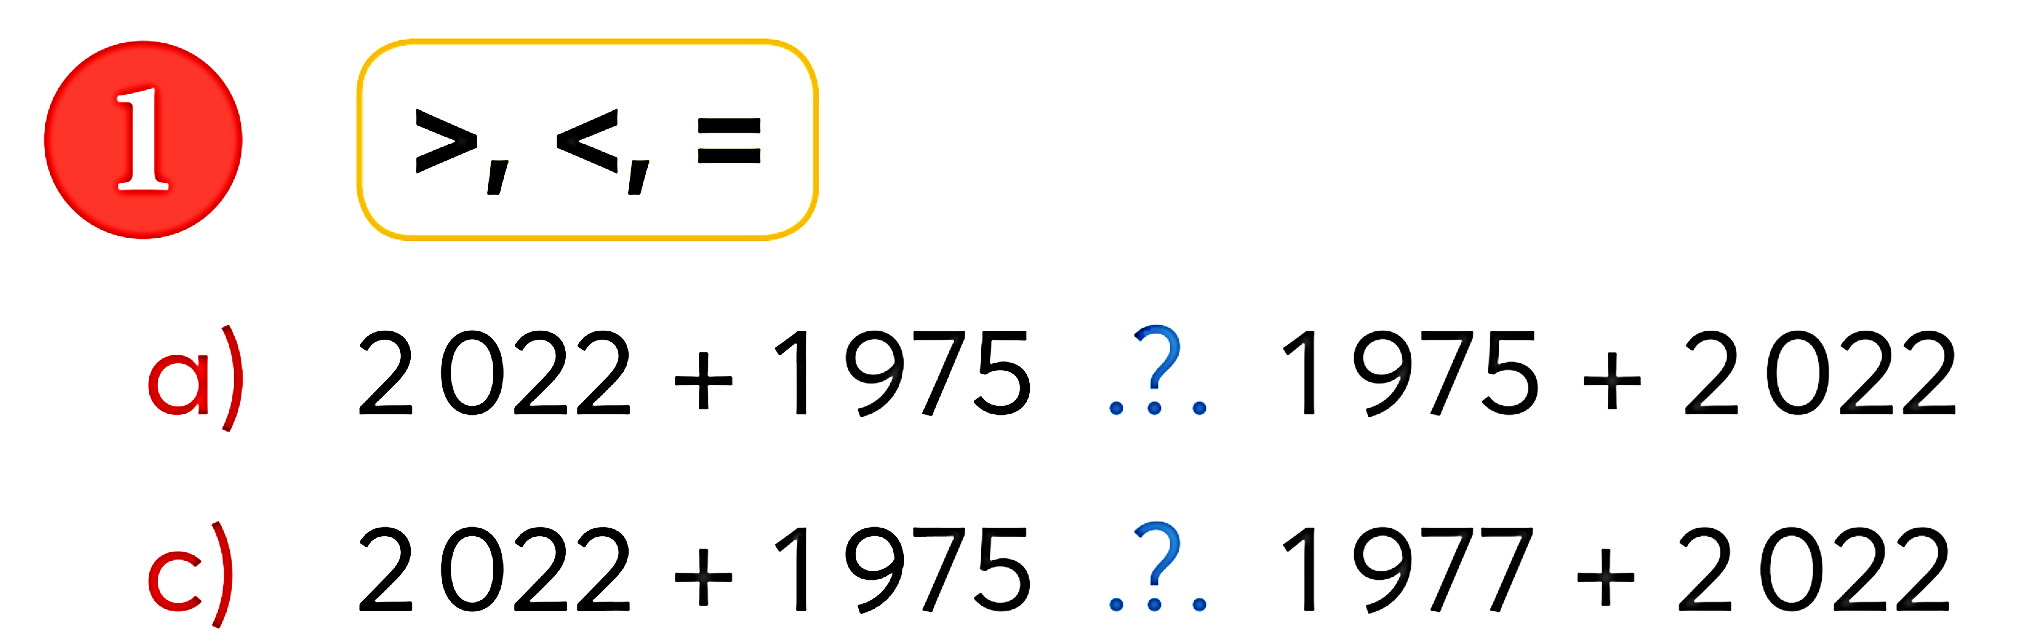 1 >, <, =
a) 2 022 + 1 975 .?. 1 975 + 2 022
c) 2 022 + 1 975 .?. 1 977 + 2 022